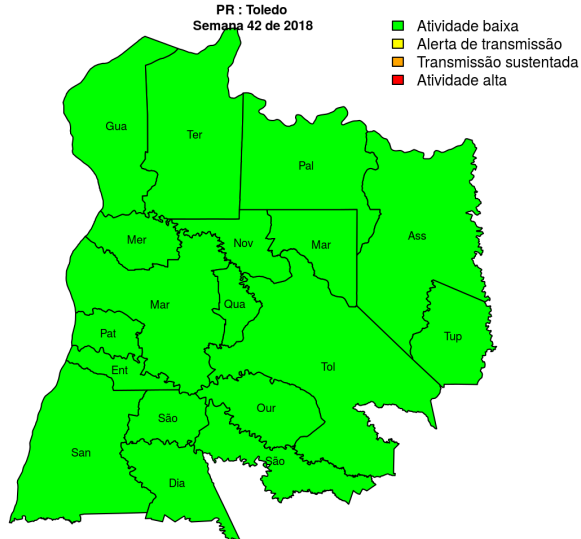 PR : Toledo
Semana 42 de 2018
Atividade baixa
Alerta de transmissão
Transmissão sustentada
Atividade alta
Gua
Ter
Pal
Mer
Nov
Mar
Ass
Mar
Qua
Pat
Tup
Ent
Tol
São
Our
San
São
Dia